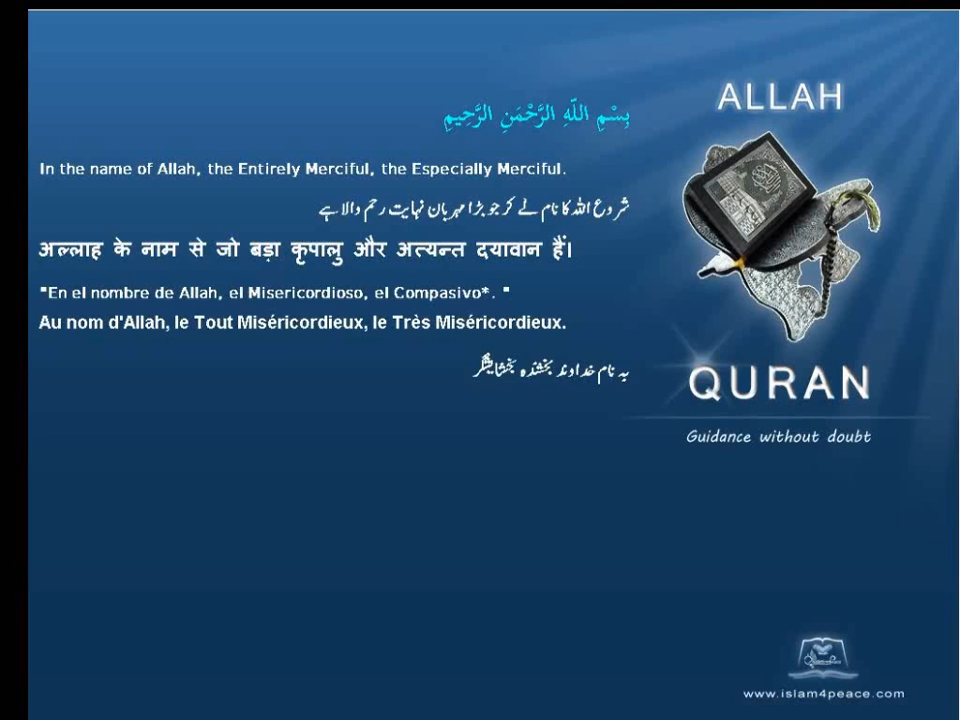 بِسْمِ اللّهِ الرَّحْمَنِ الرَّحِيمِ
In the name of Allah, the Entirely Merciful, the Especially Merciful.
شروع الله کا نام لے کر جو بڑا مہربان نہایت رحم والا ہے
अल्लाह के नाम से जो बड़ा कृपालु और अत्यन्त दयावान हैं।
"En el nombre de Allah, el Misericordioso, el Compasivo*. "
Au nom d'Allah, le Tout Miséricordieux, le Très Miséricordieux.
به نام خداوند بخشنده بخشایشگر
ALLAH
QURAN
Guidance without doubt
www.islam4peace.com